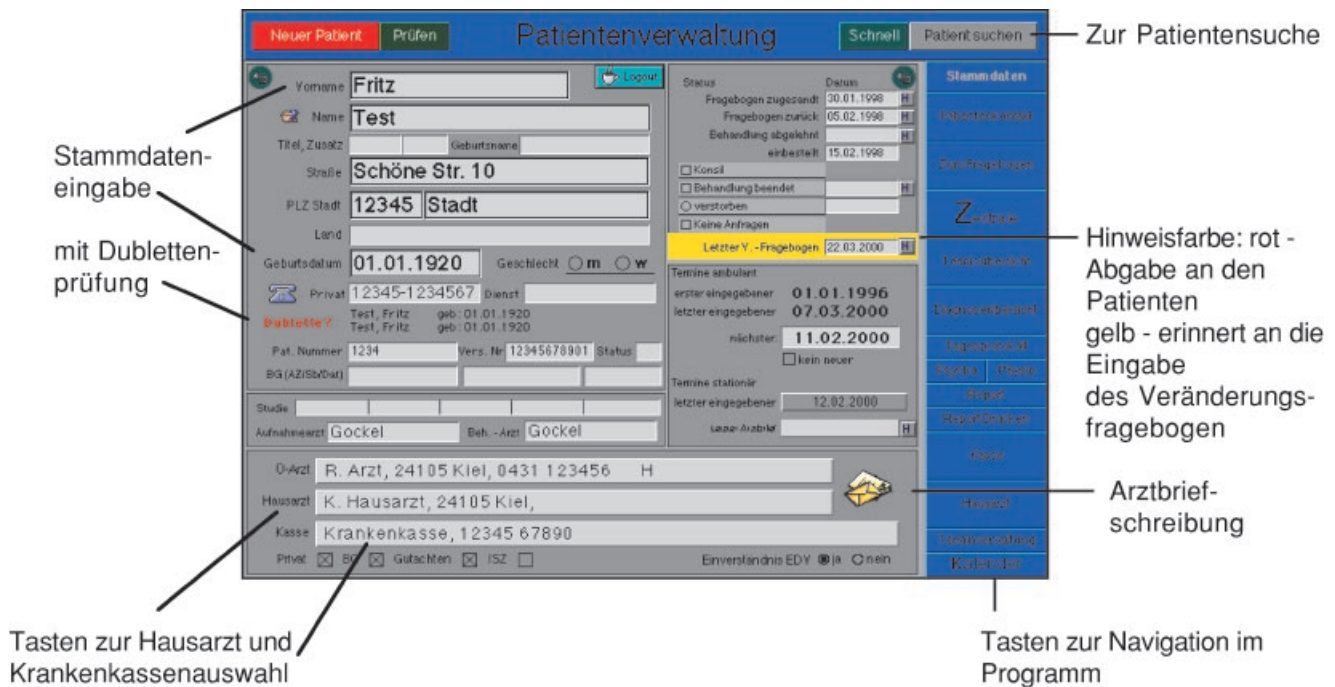 Neuer Patient Prüfen Patientenverwaltung Schnell Patient suchen
Zur Patientensuche
Stammdaten-
eingabe
mit Dubletten-
prüfung
Logout
Vorname Fritz
Name Test
Titel, Zusatz Geburtsname
Straße Schöne Str. 10
PLZ Stadt 12345 Stadt
Land
Geburtsdatum 01.01.1920 Geschlecht m w
Privat 12345-1234567 Dienst
Dublette? Test, Fritz geb: 01.01.1920
Test, Fritz geb: 01.01.1920
Pat. Nummer 1234 Vers. Nr 12345678901 Status
BG (AZ/Sb/Dat)
Studie
Aufnahmearzt Gockel Beh. -Arzt Gockel
Status Datum
Fragebogen zugesandt 30.01.1998 H
Fragebogen zurück 05.02.1998 H
Behandlung abgelehnt H
einbestellt 15.02.1998
Konsil
Behandlung beendet H
verstorben
Keine Anfragen
Letzter V. -Fragebogen 22.03.2000 H
Termine ambulant
erster eingegebener 01.01.1996
letzter eingegebener 07.03.2000
nächster: 11.02.2000
kein neuer
Termine stationär
letzter eingegebener 12.02.2000
Letzter Arztbrief H
Ü-Arzt R. Arzt, 24105 Kiel, 0431 123456 H
Hausarzt K. Hausarzt, 24105 Kiel,
Kasse Krankenkasse, 12345 67890
Privat BG Gutachten ISZ Einverständnis EDV ja nein
Stammdaten
Zum Fragebogen
Hausarzt
Kalender
Hinweisfarbe: rot -
Abgabe an den
Patienten
gelb - erinnert an die
Eingabe
des Veränderungs-
fragebogen
Arztbrief-
schreibung
Tasten zur Hausarzt und
Krankenkassenauswahl
Tasten zur Navigation im
Programm